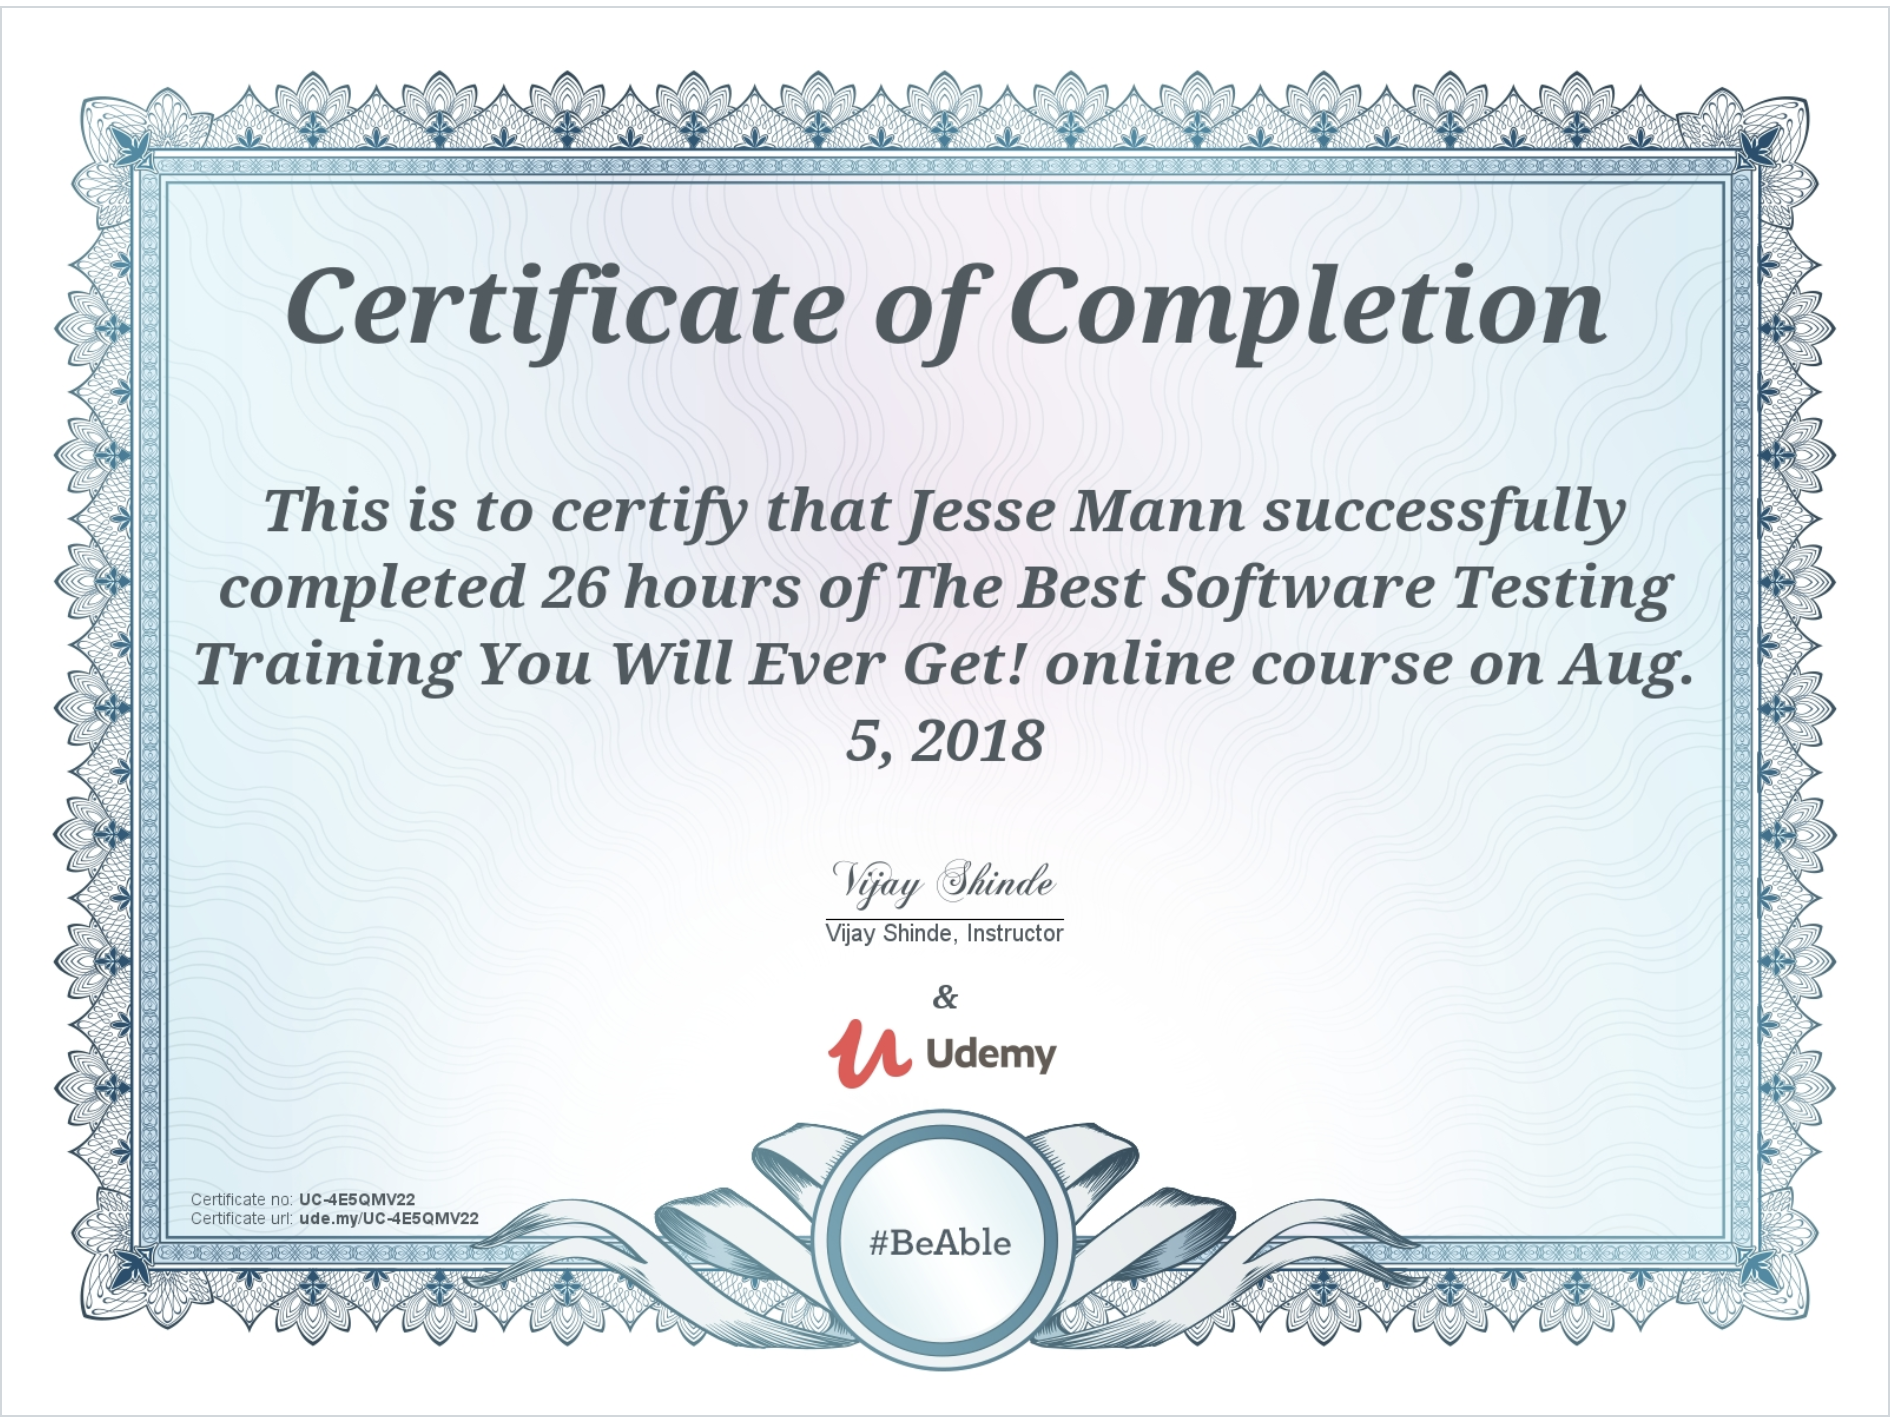 Certificate of Completion
This is to certify that Jesse Mann successfully
completed 26 hours of The Best Software Testing
Training You Will Ever Get! online course on Aug.
5, 2018
Vijay Shinde
Vijay Shinde, Instructor
&
Udemy
Certificate no: UC-4E5QMV22
Certificate url: ude.my/UC-4E5QMV22
#BeAble